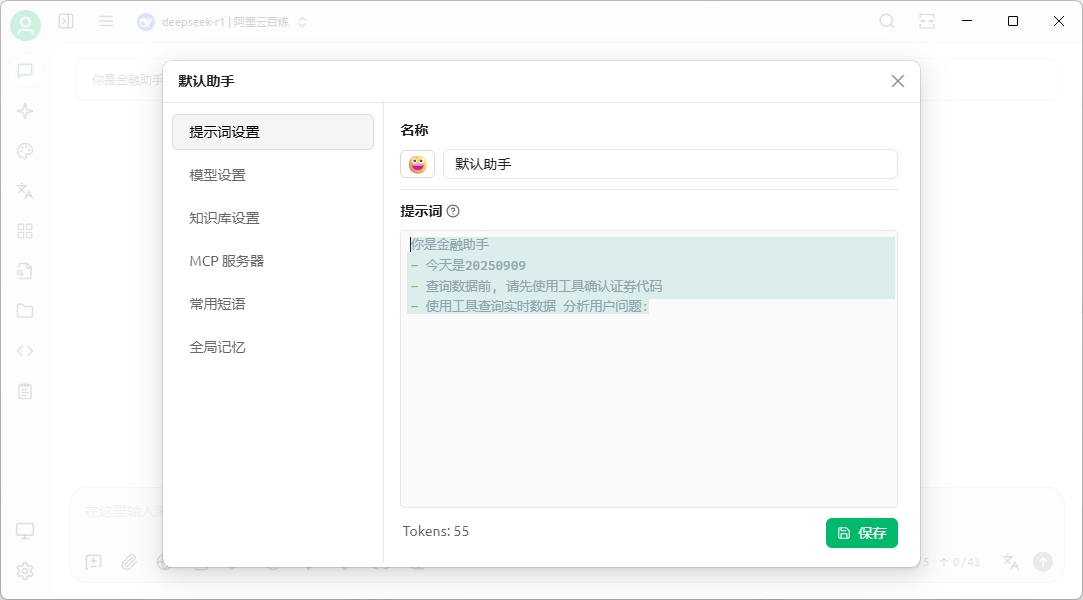 deepseek-r1 | 阿里云百炼
你是金融助手
默认助手
提示词设置
模型设置
知识库设置
MCP 服务器
常用短语
全局记忆
名称
默认助手
提示词
你是金融助手
- 今天是20250909
- 查询数据前, 请先使用工具确认证券代码
- 使用工具查询实时数据 分析用户问题:
Tokens: 55
保存
在这里输入
/5 ↑ 0 / 43